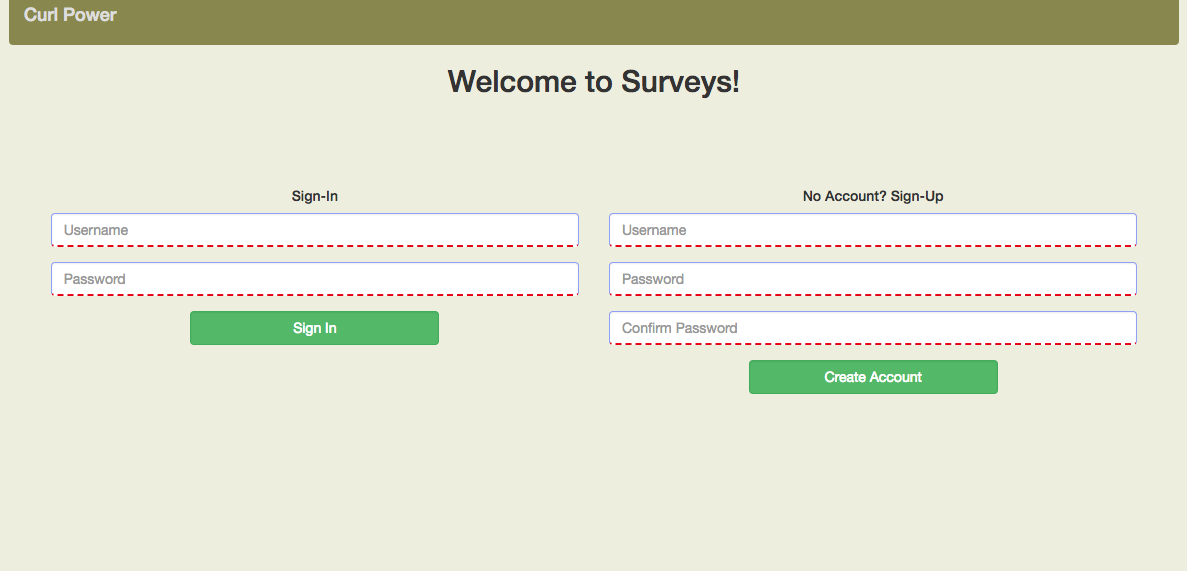 Curl Power
Welcome to Surveys!
Sign-In
Username
Password
Sign In
No Account? Sign-Up
Username
Password
Confirm Password
Create Account